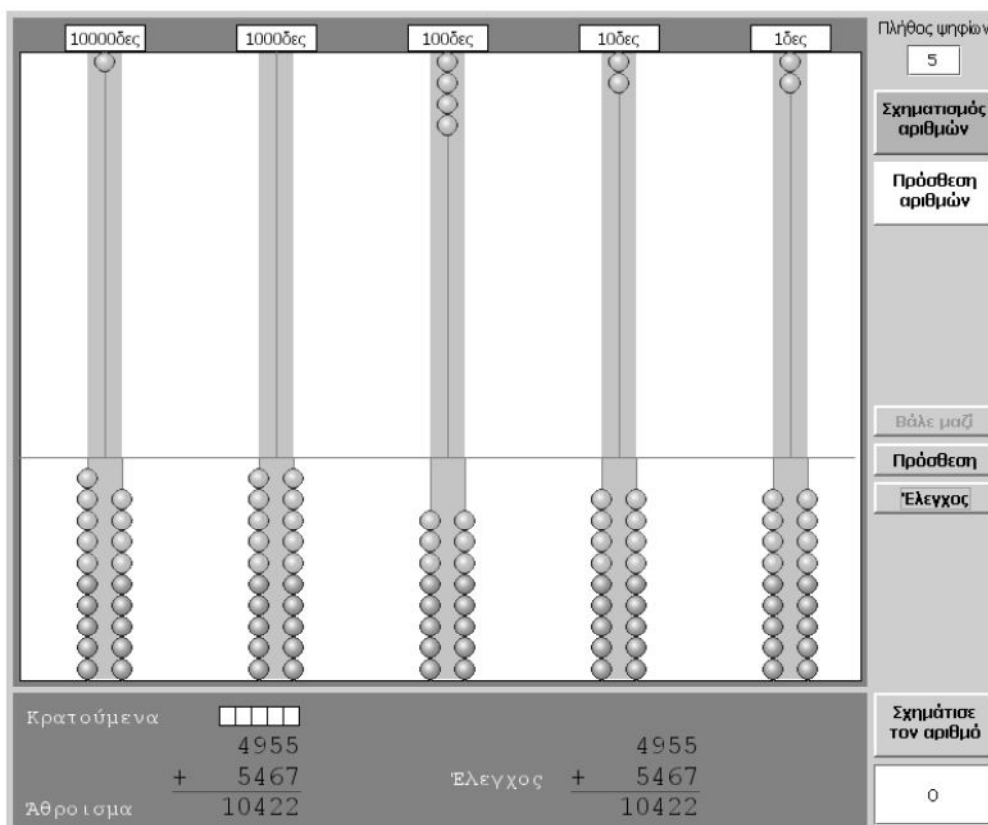 10000δες 1000δες 100δες 10δες 1δες
Πλήθος ψηφίων
5
Σχηματισμός
αριθμών
Πρόσθεση
αριθμών
Βάλε μαζί
Πρόσθεση
Έλεγχος
Κρατούμενα
4955
+ 5467
Άθροισμα 10422
4955
Έλεγχος + 5467
10422
Σχημάτισε
τον αριθμό
0